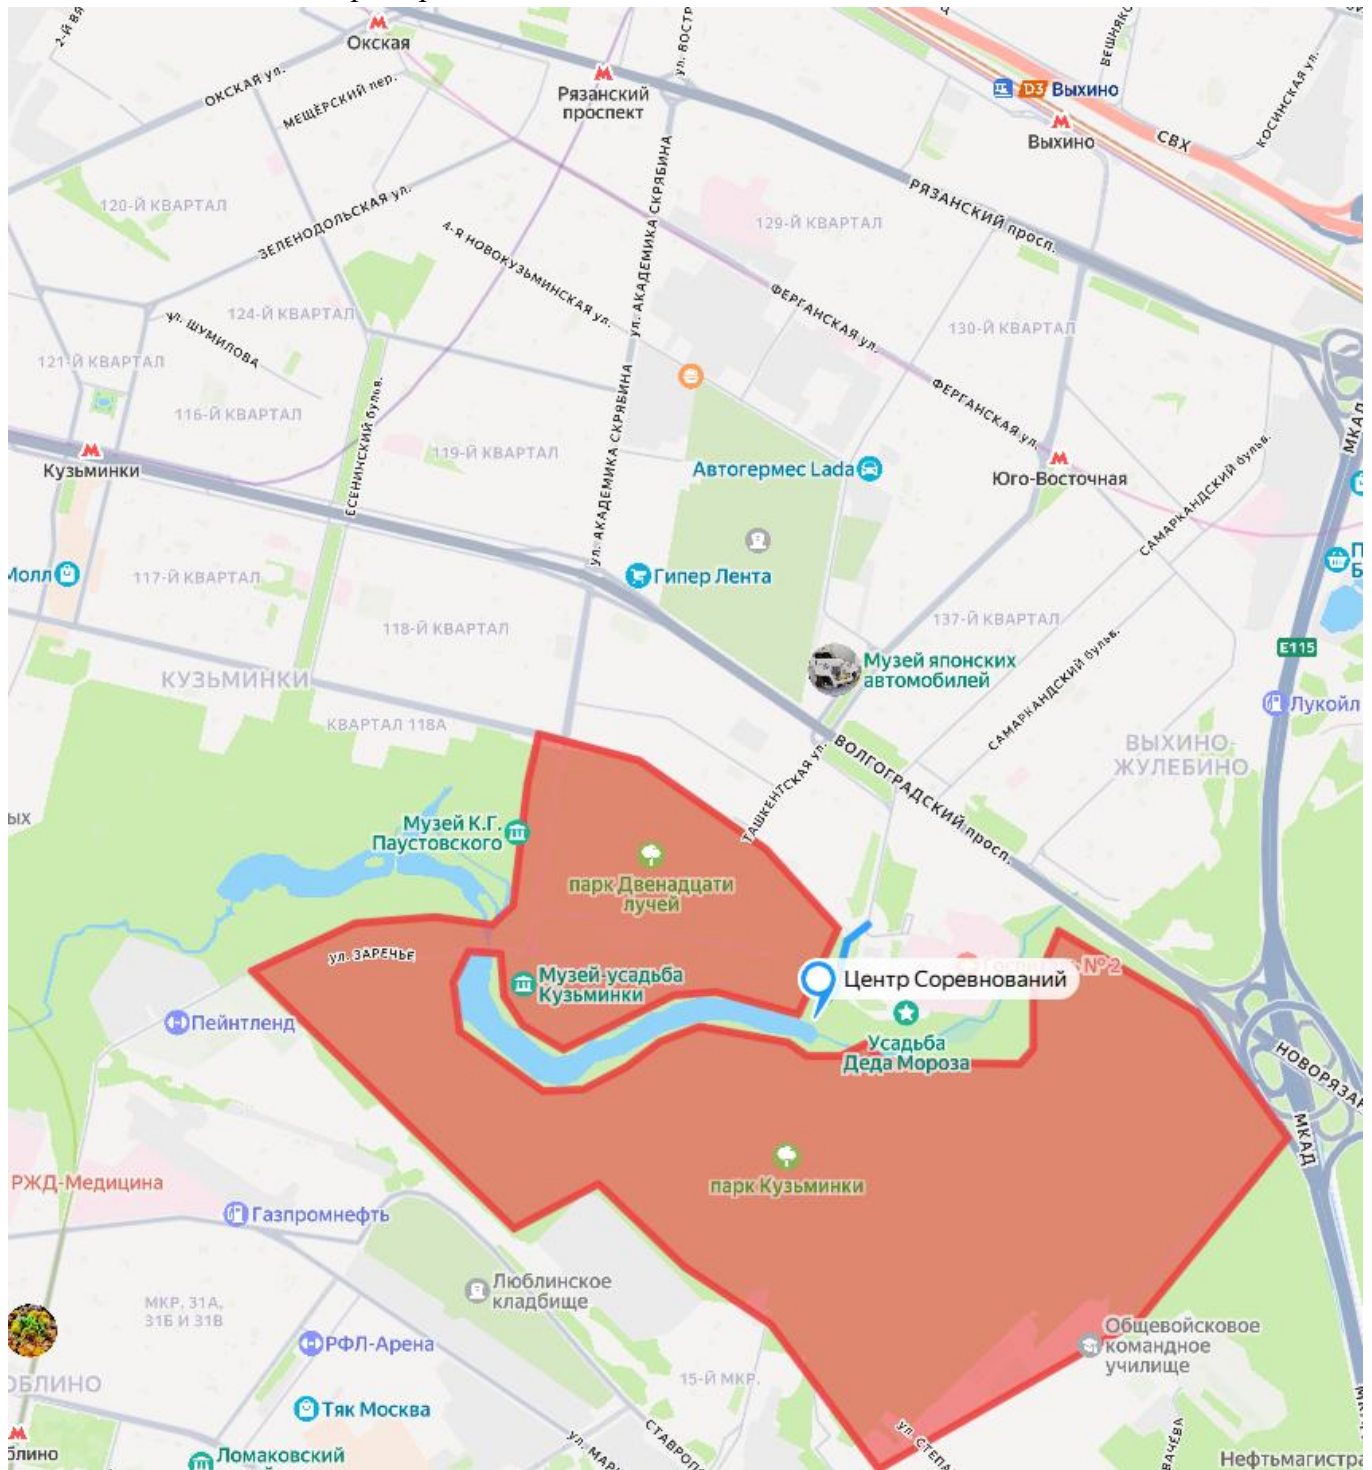 Окская
ОКСКАЯ ул.
МЕЩЁРСКИЙ пер.
Рязанский
проспект
D3 Выхино
Выхино
СВХ
КОСИНСКАЯ ул.
РЯЗАНСКИЙ просп.
120-Й КВАРТАЛ
ЗЕЛЕНОДОЛЬСКАЯ ул.
4-Я НОВОКУЗЬМИНСКАЯ ул.
ул. АКАДЕМИКА СКРЯБИНА
129-Й КВАРТАЛ
ФЕРГАНСКАЯ ул.
130-Й КВАРТАЛ
124-Й КВАРТАЛ
ул. ШУМИЛОВА
121-Й КВАРТАЛ
116-Й КВАРТАЛ
ЕСЕНИНСКИЙ бульв.
119-Й КВАРТАЛ
ул. АКАДЕМИКА СКРЯБИНА
ФЕРГАНСКАЯ ул.
МКАД
Кузьминки
Автогермес Lada
Юго-Восточная
САМАРКАНДСКИЙ бульв.
Молл
117-Й КВАРТАЛ
Гипер Лента
118-Й КВАРТАЛ
137-Й КВАРТАЛ
E115
КУЗЬМИНКИ
Музей японских
автомобилей
САМАРКАНДСКИЙ бульв.
Лукойл
КВАРТАЛ 118А
ВЫХИНО-
ЖУЛЕБИНО
ТАШКЕНТСКАЯ ул.
ВОЛГОГРАДСКИЙ просп.
Музей К.Г.
Паустовского
парк Двенадцати
лучей
ул. ЗАРЕЧЬЕ
Музей-усадьба
Кузьминки
Госпиталь №2
Центр Соревнований
Пейнтленд
Усадьба
Деда Мороза
МКАД
РЖД-Медицина
парк Кузьминки
Газпромнефть
Люблинское
кладбище
МКР, 31А,
31Б И 31В
РФЛ-Арена
Общевойсковое
командное
училище
15-Й МКР.
Тяк Москва
Ломаковский